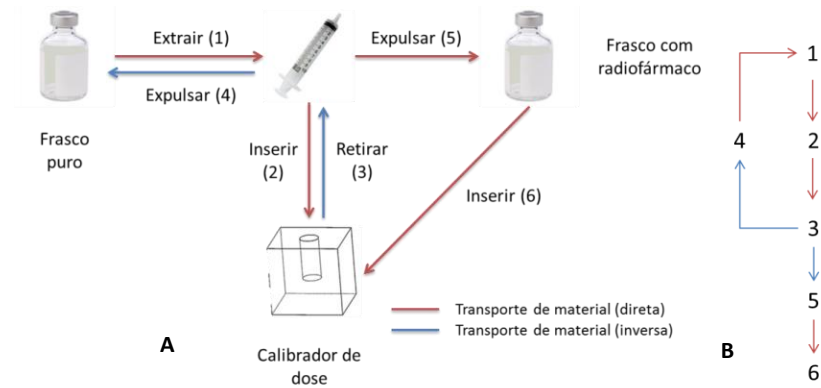 Extrair (1)
Expulsar (5)
Frasco com
radiofármaco
Expulsar (4)
Frasco
puro
Inserir
(2)
Retirar
(3)
Inserir (6)
Transporte de material (direta)
Transporte de material (inversa)
A
Calibrador de
dose
B
1
4
2
3
5
6